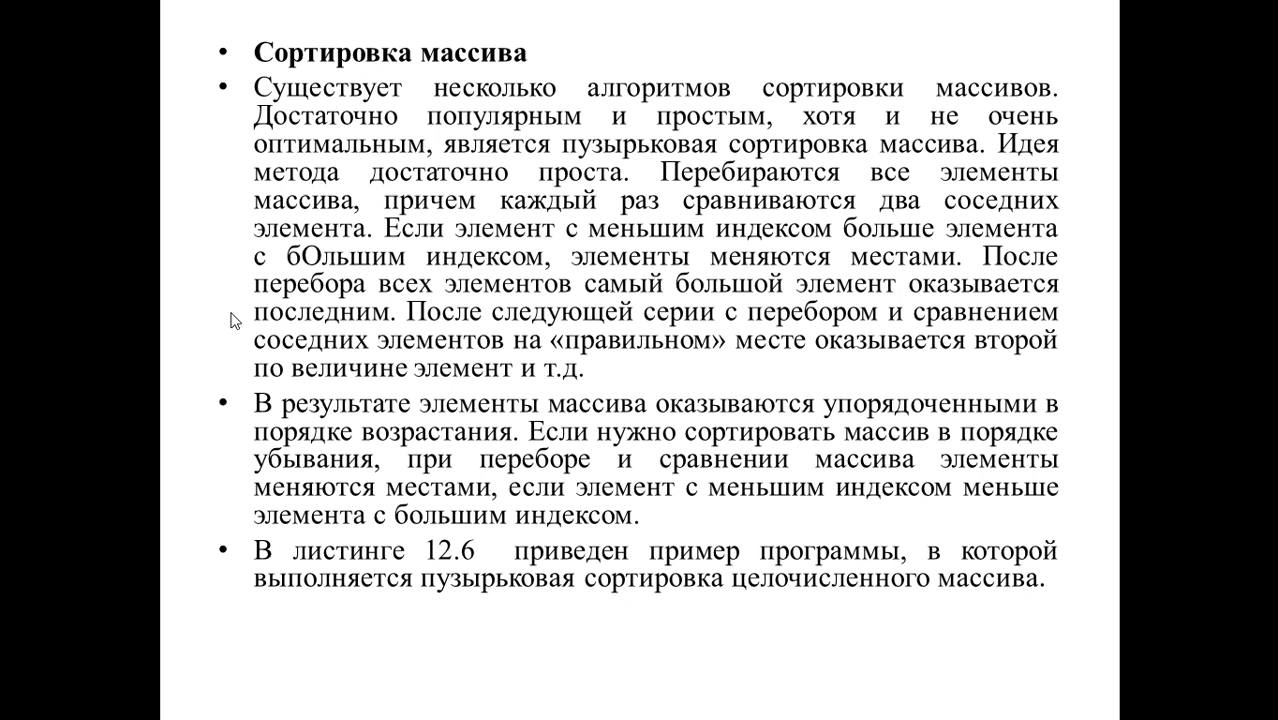 • Сортировка массива
• Существует несколько алгоритмов сортировки массивов.
Достаточно популярным и простым, хотя и не очень
оптимальным, является пузырьковая сортировка массива. Идея
метода достаточно проста. Перебираются все элементы
массива, причем каждый раз сравниваются два соседних
элемента. Если элемент с меньшим индексом больше элемента
с бОльшим индексом, элементы меняются местами. После
перебора всех элементов самый большой элемент оказывается
последним. После следующей серии с перебором и сравнением
соседних элементов на «правильном» месте оказывается второй
по величине элемент и т.д.
• В результате элементы массива оказываются упорядоченными в
порядке возрастания. Если нужно сортировать массив в порядке
убывания, при переборе и сравнении массива элементы
меняются местами, если элемент с меньшим индексом меньше
элемента с большим индексом.
• В листинге 12.6 приведен пример программы, в которой
выполняется пузырьковая сортировка целочисленного массива.